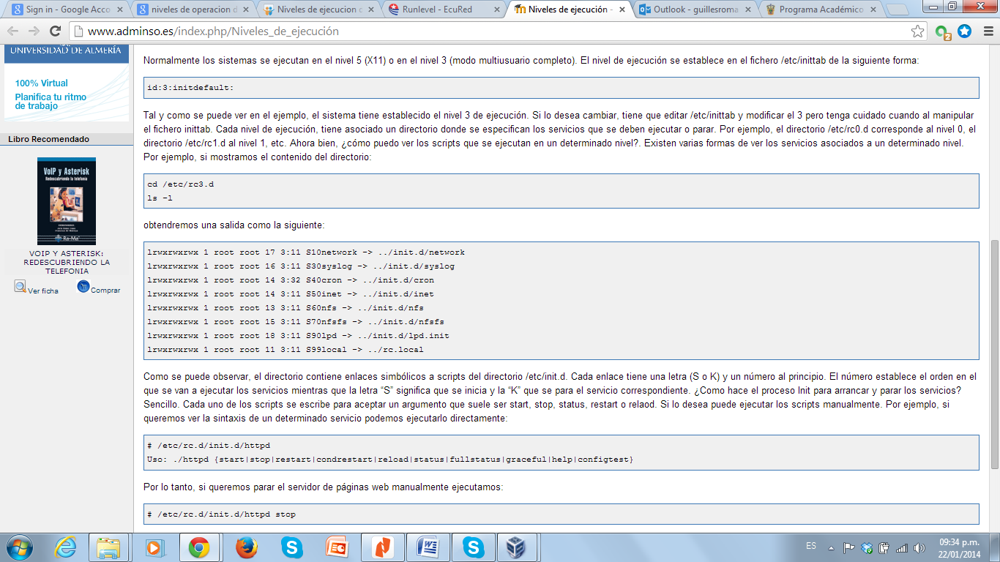 Sign in - Google Acco
niveles de operacion d
Niveles de ejecucion d
Runlevel - EcuRed
Niveles de ejecución -
Outlook - guillesroma
Programa Académico
www.adminso.es/index.php/Niveles_de_ejecución
2
UNIVERSIDAD DE ALMERÍA
100% Virtual
Planifica tu ritmo
de trabajo
Libro Recomendado
VoIP y Asterisk
Redescubriendo la telefonía
Ra-Ma
VOIP Y ASTERISK:
REDESCUBRIENDO LA
TELEFONIA
Ver ficha
Comprar
Normalmente los sistemas se ejecutan en el nivel 5 (X11) o en el nivel 3 (modo multiusuario completo). El nivel de ejecución se establece en el fichero /etc/inittab de la siguiente forma:
id:3:initdefault:
Tal y como se puede ver en el ejemplo, el sistema tiene establecido el nivel 3 de ejecución. Si lo desea cambiar, tiene que editar /etc/inittab y modificar el 3 pero tenga cuidado cuando al manipular
el fichero inittab. Cada nivel de ejecución, tiene asociado un directorio donde se especifican los servicios que se deben ejecutar o parar. Por ejemplo, el directorio /etc/rc0.d corresponde al nivel 0, el
directorio /etc/rc1.d al nivel 1, etc. Ahora bien, ¿cómo puedo ver los scripts que se ejecutan en un determinado nivel?. Existen varias formas de ver los servicios asociados a un determinado nivel.
Por ejemplo, si mostramos el contenido del directorio:
cd /etc/rc3.d
ls -l
obtendremos una salida como la siguiente:
lrwxrwxrwx 1 root root 17 3:11 S10network -> ../init.d/network
lrwxrwxrwx 1 root root 16 3:11 S30syslog -> ../init.d/syslog
lrwxrwxrwx 1 root root 14 3:32 S40cron -> ../init.d/cron
lrwxrwxrwx 1 root root 14 3:11 S50inet -> ../init.d/inet
lrwxrwxrwx 1 root root 13 3:11 S60nfs -> ../init.d/nfs
lrwxrwxrwx 1 root root 15 3:11 S70nfsfs -> ../init.d/nfsfs
lrwxrwxrwx 1 root root 18 3:11 S90lpd -> ../init.d/lpd.init
lrwxrwxrwx 1 root root 11 3:11 S99local -> ../rc.local
Como se puede observar, el directorio contiene enlaces simbólicos a scripts del directorio /etc/init.d. Cada enlace tiene una letra (S o K) y un número al principio. El número establece el orden en el
que se van a ejecutar los servicios mientras que la letra “S” significa que se inicia y la “K” que se para el servicio correspondiente. ¿Como hace el proceso Init para arrancar y parar los servicios?
Sencillo. Cada uno de los scripts se escribe para aceptar un argumento que suele ser start, stop, status, restart o relaod. Si lo desea puede ejecutar los scripts manualmente. Por ejemplo, si
queremos ver la sintaxis de un determinado servicio podemos ejecutarlo directamente:
# /etc/rc.d/init.d/httpd
Uso: ./httpd {start|stop|restart|condrestart|reload|status|fullstatus|graceful|help|configtest}
Por lo tanto, si queremos parar el servidor de páginas web manualmente ejecutamos:
# /etc/rc.d/init.d/httpd stop
ES
09:34 p.m.
22/01/2014